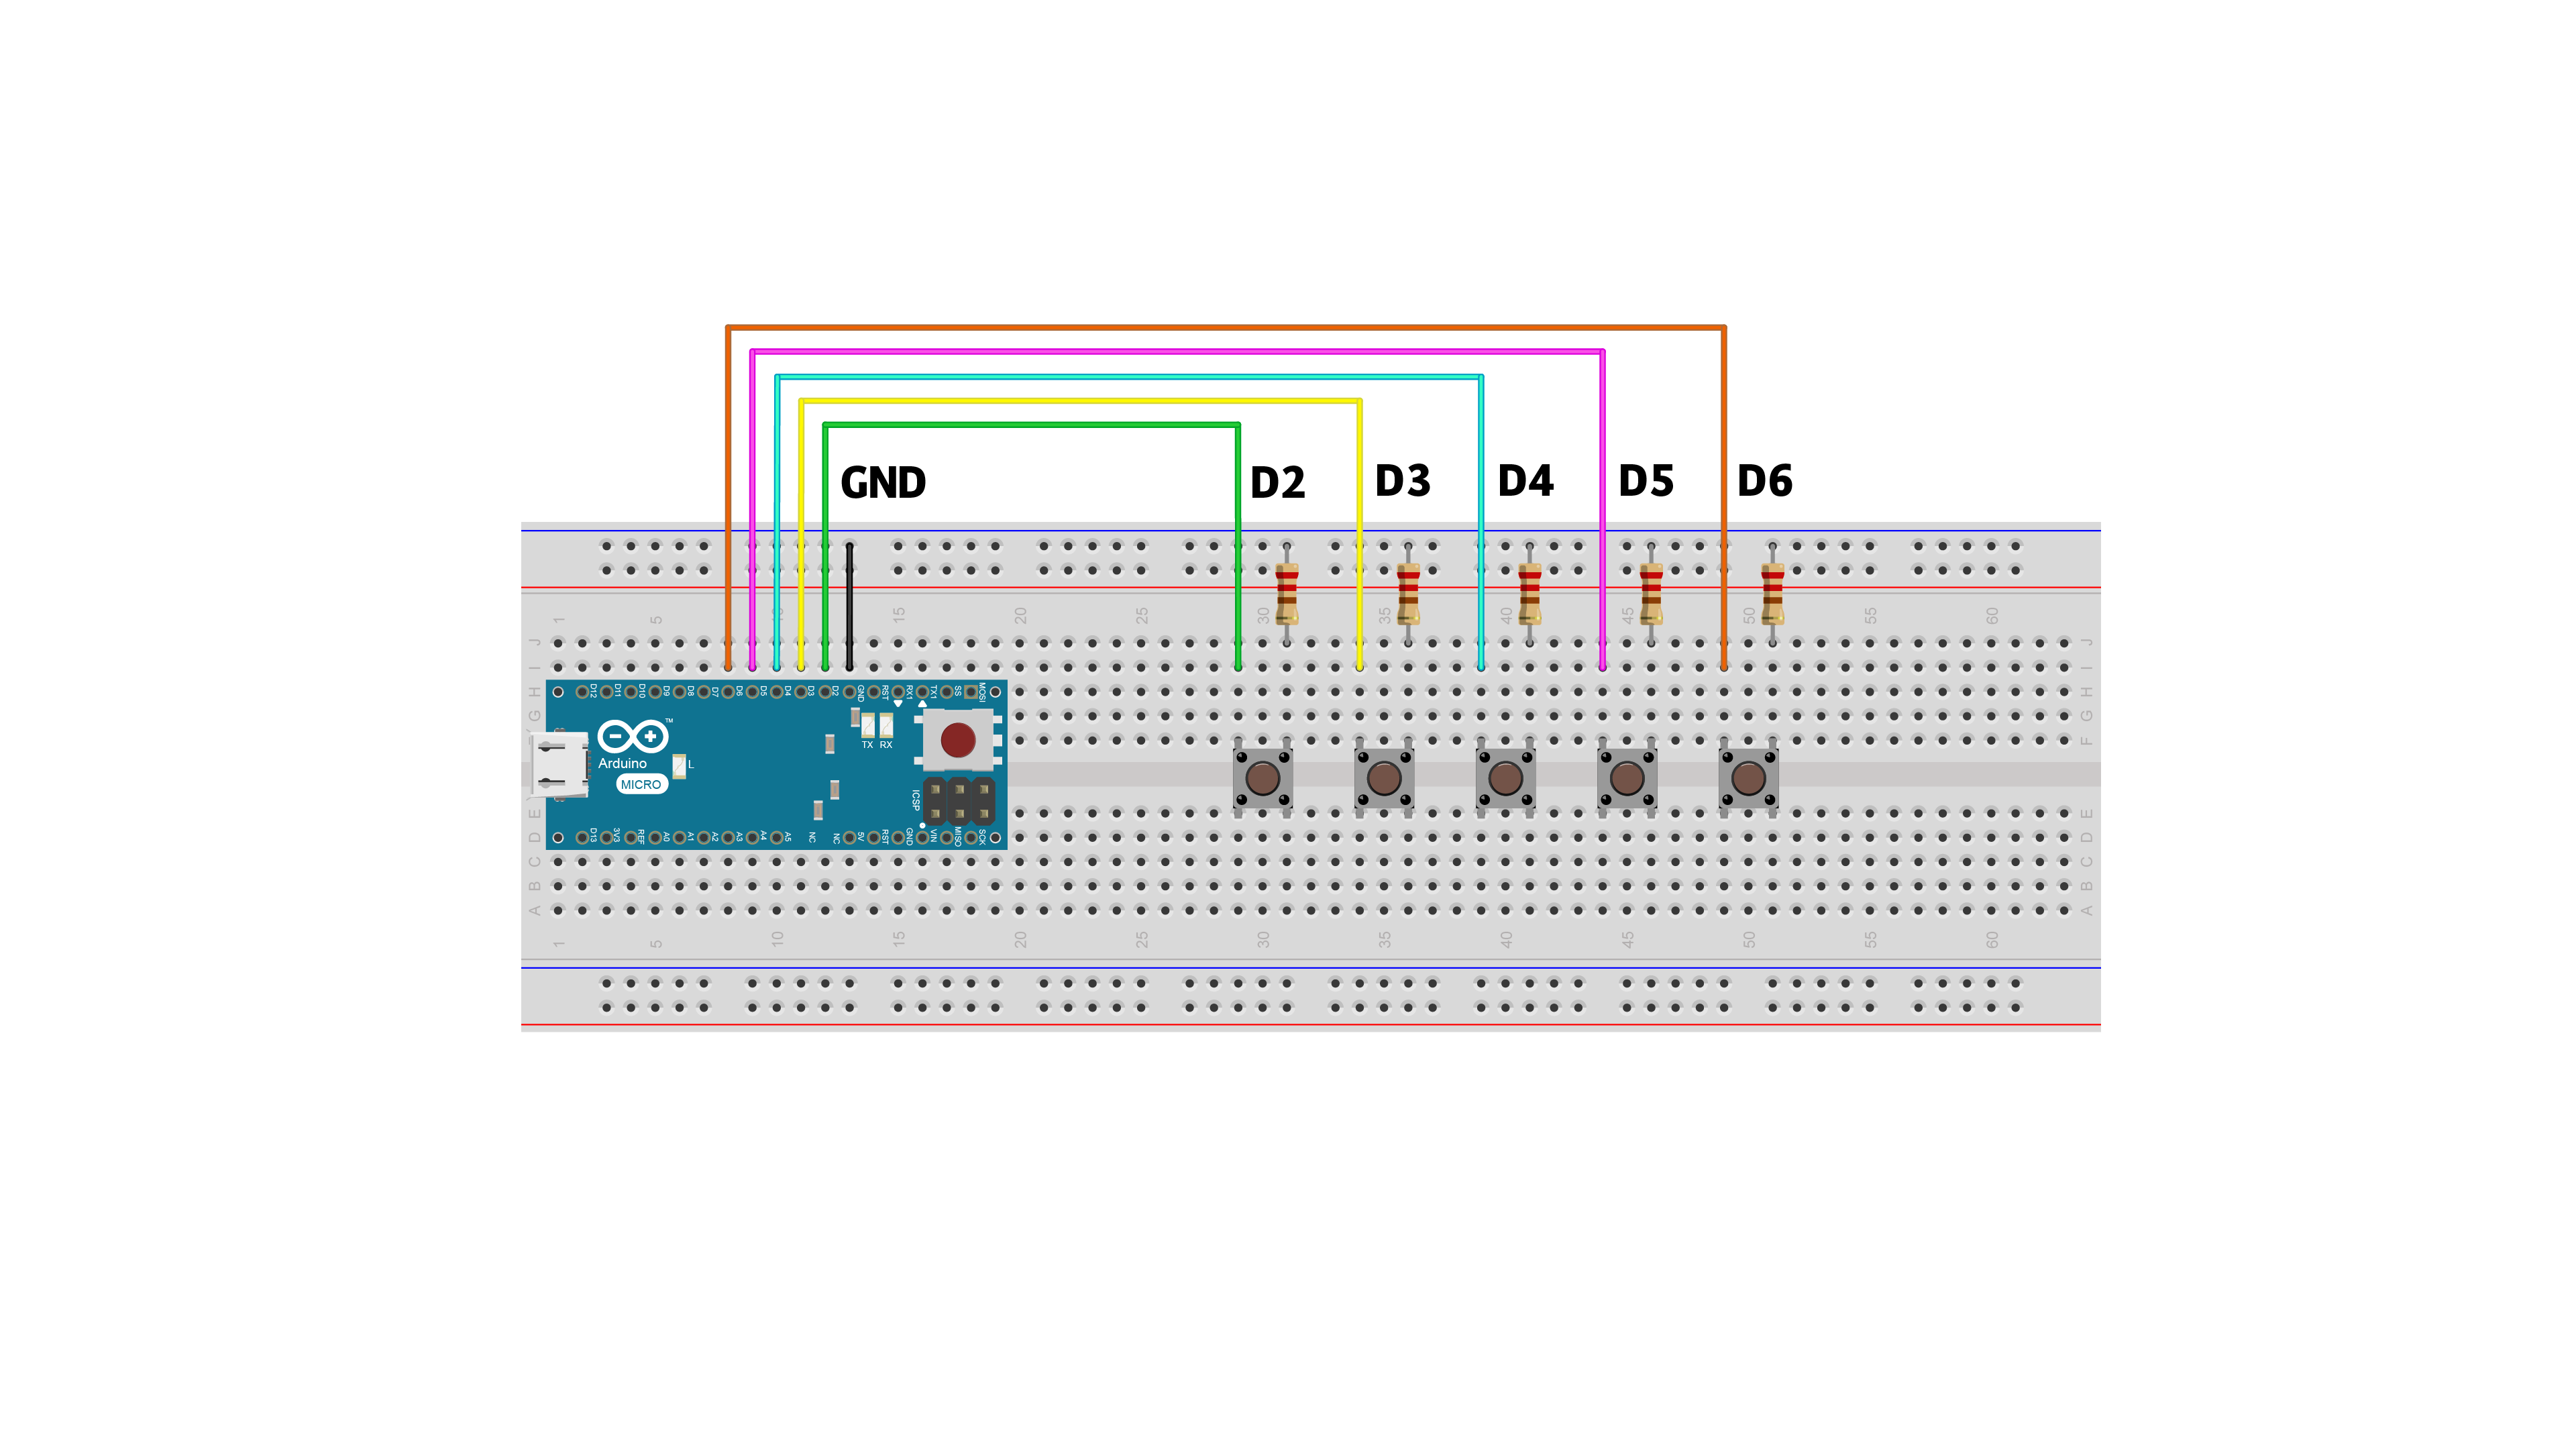 GND D2 D3 D4 D5 D6
1 5 10 15 20 25 30 35 40 45 50 55 60
J J
I I
H H
G G
F
E E
D D
C C
B B
A A
D12 D11 D10 D9 D8 D7 D6 D5 D4 D3 D2 GND RST RX1 TX1 SS MOSI
TM
TX RX
Arduino
L
MICRO
ICSP
D13 3V3 REF A0 A1 A2 A3 A4 A5 NC NC 5V RST GND VIN MISO SCK
1 5 10 15 20 25 30 35 40 45 50 55 60